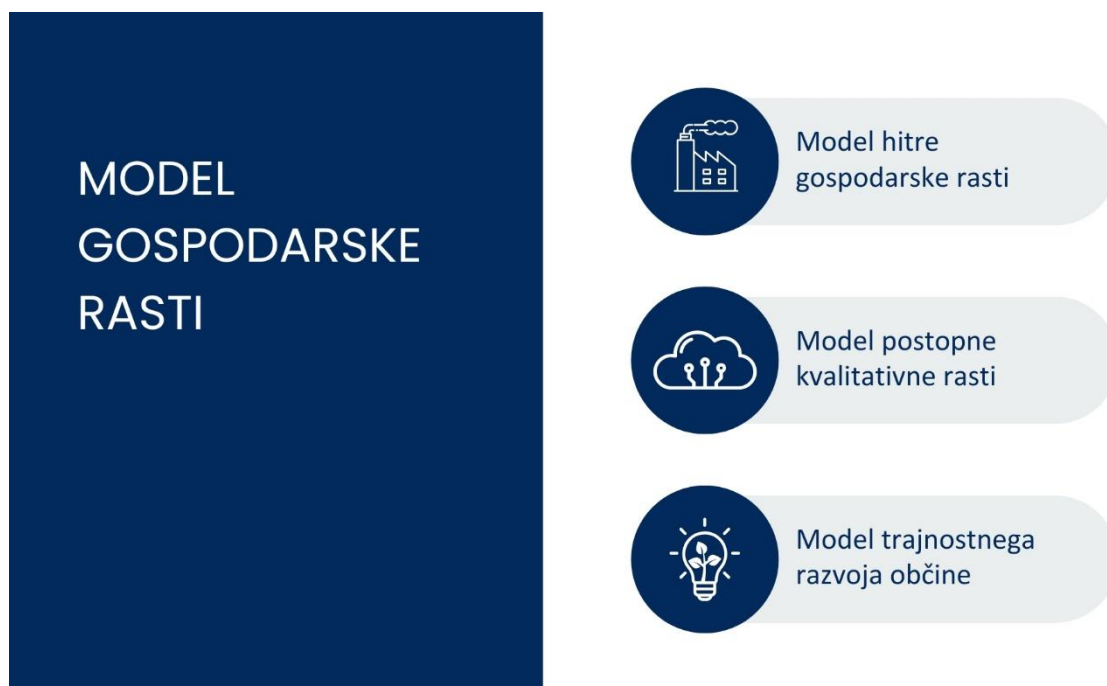 MODEL
GOSPODARSKE
RASTI
Model hitre
gospodarske rasti
Model postopne
kvalitativne rasti
Model trajnostnega
razvoja občine